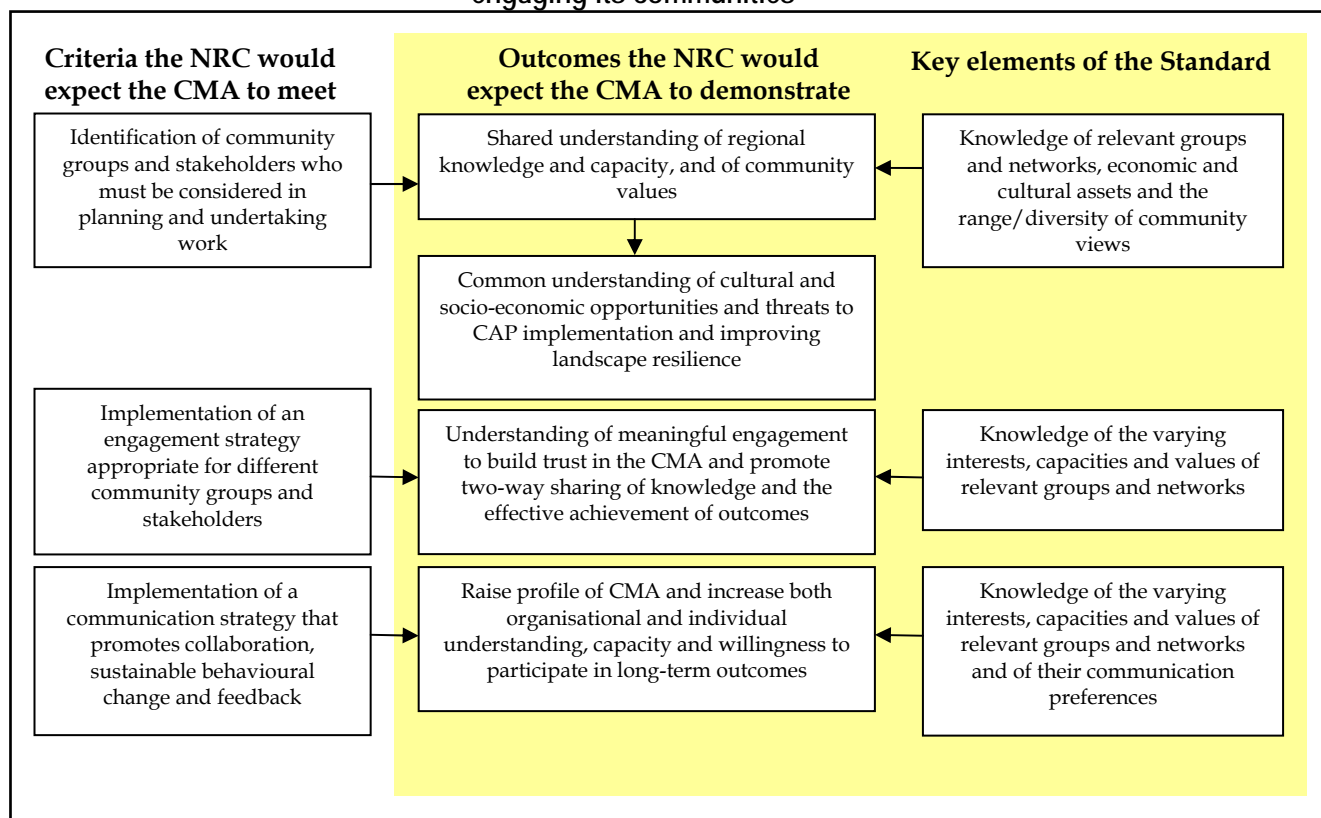 engaging its communities
Criteria the NRC would
expect the CMA to meet
Outcomes the NRC would
expect the CMA to demonstrate
Key elements of the Standard
Identification of community
groups and stakeholders who
must be considered in
planning and undertaking
work
Shared understanding of regional
knowledge and capacity, and of community
values
Knowledge of relevant groups
and networks, economic and
cultural assets and the
range/diversity of community
views
Common understanding of cultural and
socio-economic opportunities and threats to
CAP implementation and improving
landscape resilience
Implementation of an
engagement strategy
appropriate for different
community groups and
stakeholders
Understanding of meaningful engagement
to build trust in the CMA and promote
two-way sharing of knowledge and the
effective achievement of outcomes
Knowledge of the varying
interests, capacities and values of
relevant groups and networks
Implementation of a
communication strategy that
promotes collaboration,
sustainable behavioural
change and feedback
Raise profile of CMA and increase both
organisational and individual
understanding, capacity and willingness to
participate in long-term outcomes
Knowledge of the varying
interests, capacities and values of
relevant groups and networks
and of their communication
preferences